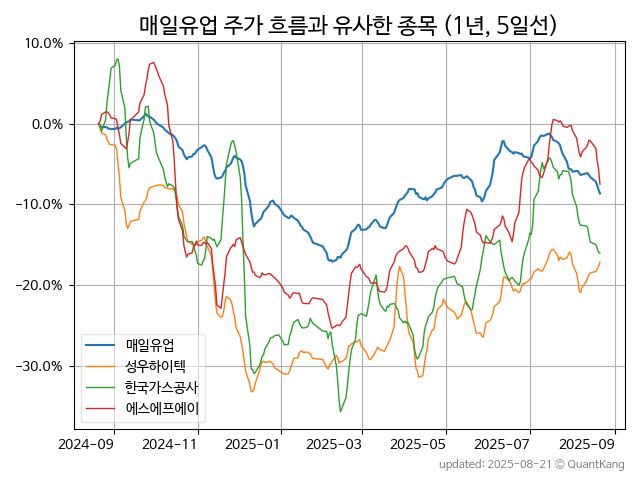 매일유업 주가 흐름과 유사한 종목 (1년, 5일선)
10.0%
0.0%
−10.0%
−20.0%
−30.0%
매일유업
성우하이텍
한국가스공사
에스에프에이
2024-09 2024-11 2025-01 2025-03 2025-05 2025-07 2025-09
updated: 2025-08-21 © QuantKang